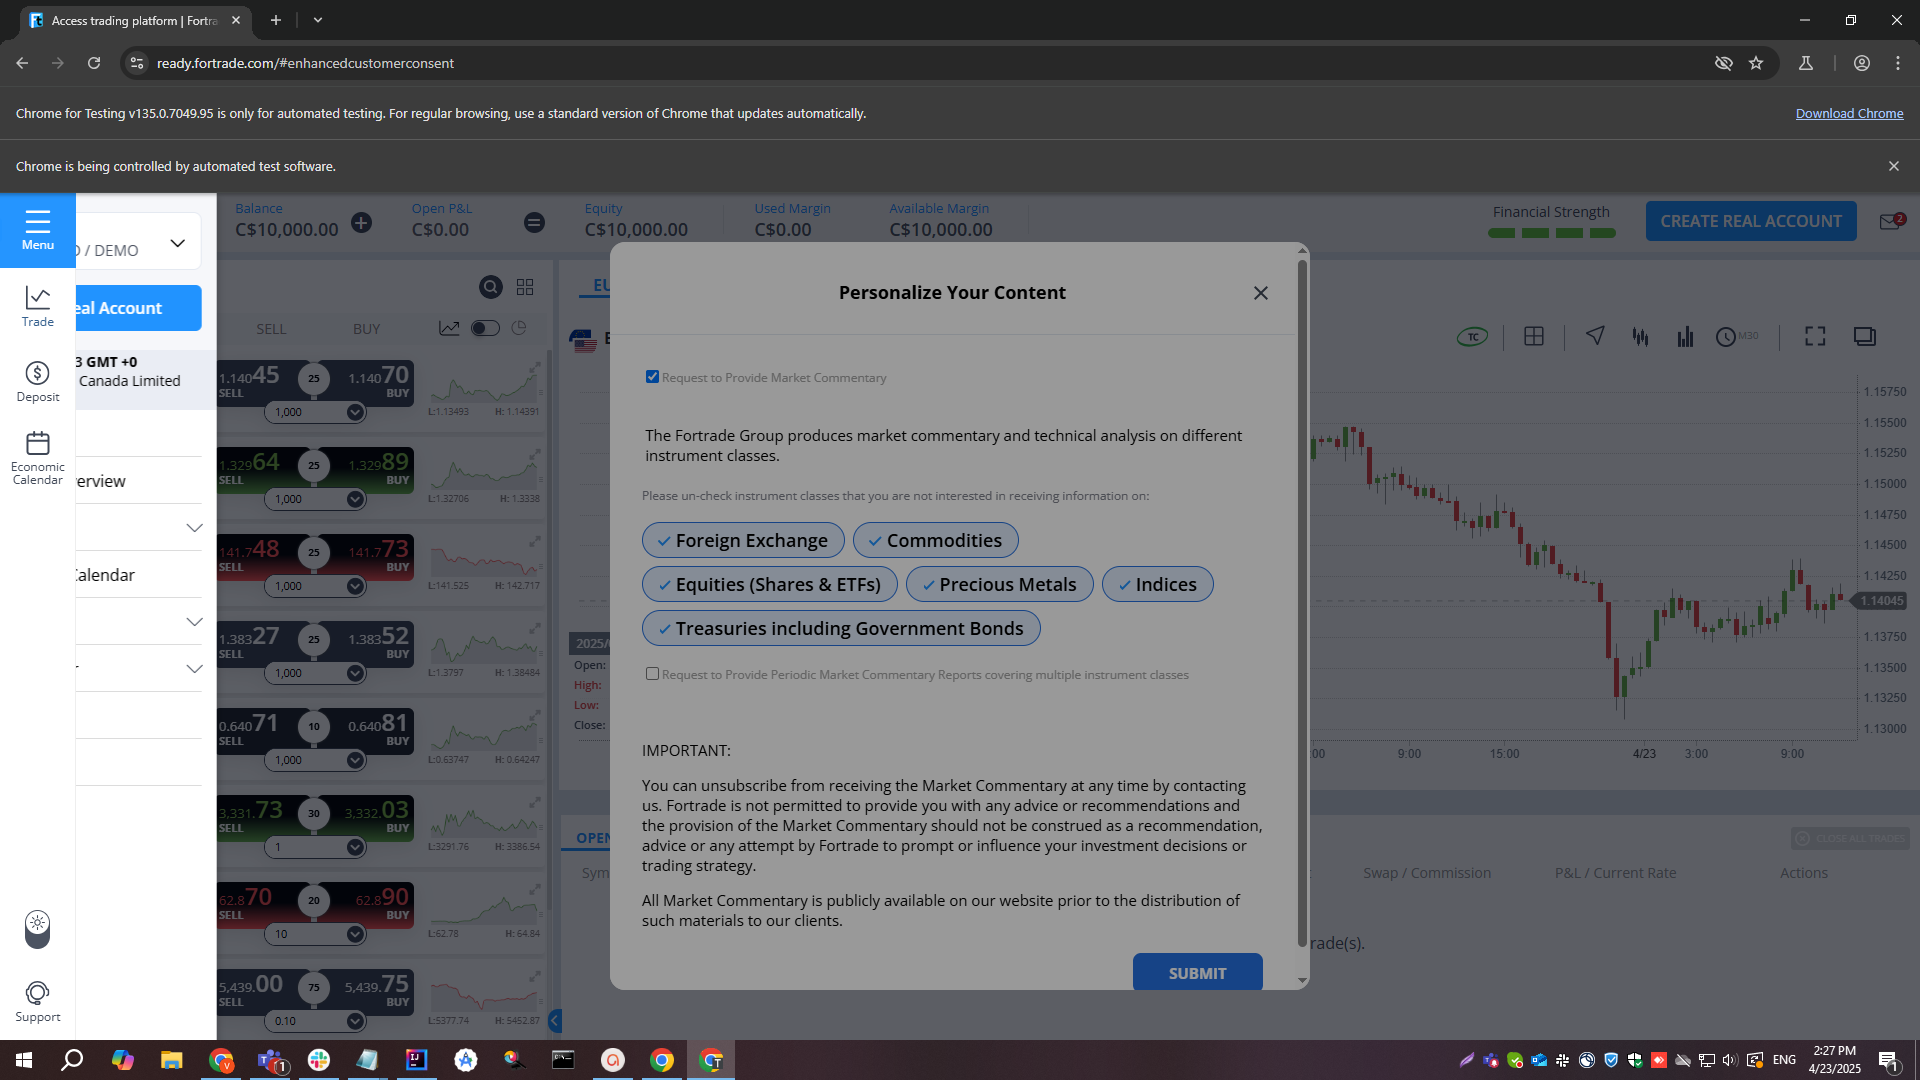 Access trading platform | Fortra
ready.fortrade.com/#enhancedcustomerconsent
Chrome for Testing v135.0.7049.95 is only for automated testing. For regular browsing, use a standard version of Chrome that updates automatically.
Download Chrome
Chrome is being controlled by automated test software.
Menu
Trade
Deposit
Economic
Calendar
Support
/ DEMO
eal Account
3 GMT +0
Canada Limited
erview
Calendar
Balance
C$10,000.00
Open P&L
C$0.00
Equity
C$10,000.00
Used Margin
C$0.00
Available Margin
C$10,000.00
Financial Strength
CREATE REAL ACCOUNT
2
SELL BUY
1.14045 25 1.14070
SELL BUY
1,000
L:1.13493 H: 1.14391
1.32964 25 1.32989
SELL BUY
1,000
L:1.32706 H: 1.3338
141.748 25 141.773
SELL BUY
1,000
L:141.525 H: 142.717
1.38327 25 1.38352
SELL BUY
1,000
L:1.3797 H: 1.38484
0.64071 10 0.64081
SELL BUY
1,000
L:0.63747 H: 0.64247
3,331.73 30 3,332.03
SELL BUY
1
L:3291.76 H: 3386.54
62.870 20 62.890
SELL BUY
10
L:62.78 H: 64.84
5,439.00 75 5,439.75
SELL BUY
0.10
L:5377.74 H: 5452.87
EU
E
TC
M30
2025/
Open:
High:
Low:
Close:
Personalize Your Content
Request to Provide Market Commentary
The Fortrade Group produces market commentary and technical analysis on different
instrument classes.
Please un-check instrument classes that you are not interested in receiving information on:
Foreign Exchange
Commodities
Equities (Shares & ETFs)
Precious Metals
Indices
Treasuries including Government Bonds
Request to Provide Periodic Market Commentary Reports covering multiple instrument classes
IMPORTANT:
You can unsubscribe from receiving the Market Commentary at any time by contacting
us. Fortrade is not permitted to provide you with any advice or recommendations and
the provision of the Market Commentary should not be construed as a recommendation,
advice or any attempt by Fortrade to prompt or influence your investment decisions or
trading strategy.
All Market Commentary is publicly available on our website prior to the distribution of
such materials to our clients.
SUBMIT
1.15750
1.15500
1.15250
1.15000
1.14750
1.14500
1.14250
1.14045
1.13750
1.13500
1.13250
1.13000
:00 9:00 15:00 4/23 3:00 9:00
OPEN
CLOSE ALL TRADES
Sym
Swap / Commission
P&L / Current Rate
Actions
rade(s).
ENG
2:27 PM
4/23/2025
1